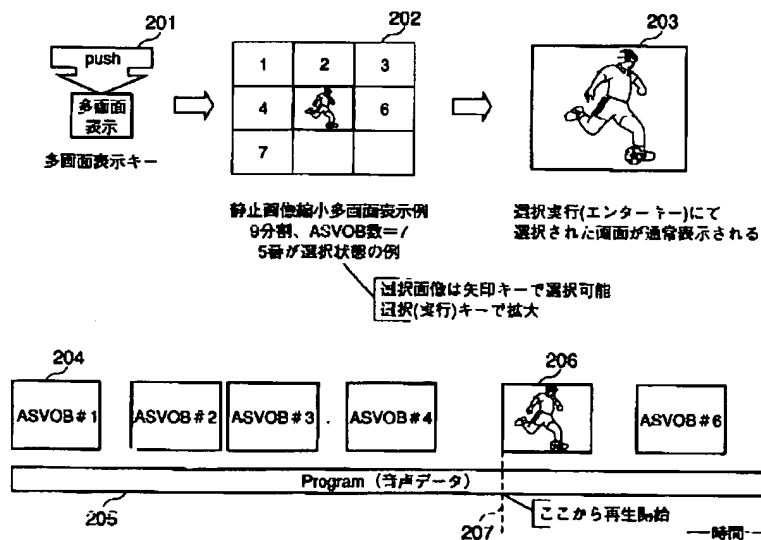 201
push
多画面
表示
多画面表示キー
202
1 2 3
4 6
7
静止画像縮小多画面表示例
9分割、ASVOB数=7
5番が選択状態の例
選択画像は矢印キーで選択可能
選択(実行)キーで拡大
203
選択実行(エンターキー)にて
選択された画面が通常表示される
204
206
ASVOB#1 ASVOB#2 ASVOB#3 ASVOB#4 ASVOB#6
Program (音声データ)
205
207
ここから再生開始
時間